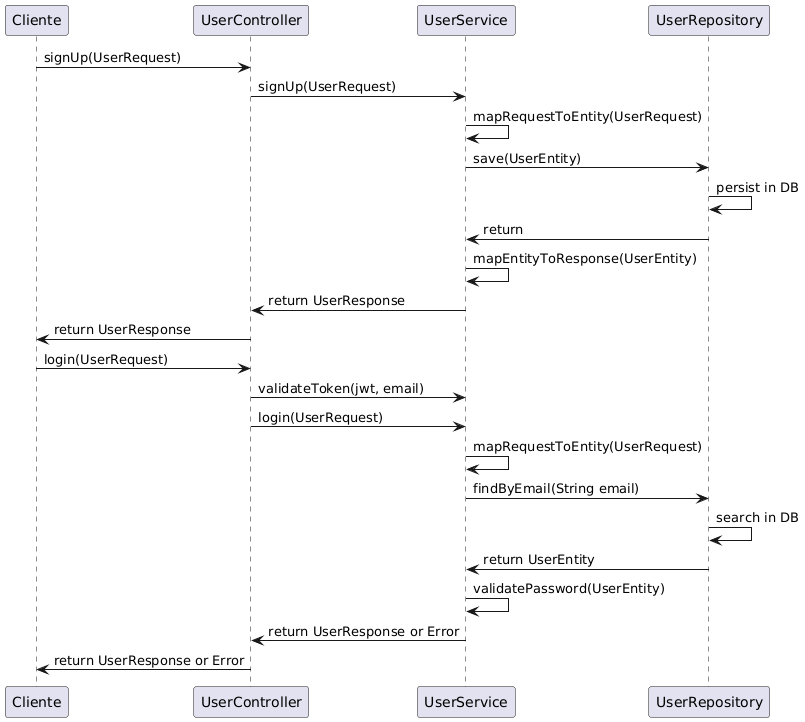 Cliente
UserController
UserService
UserRepository
signUp(UserRequest)
signUp(UserRequest)
mapRequestToEntity(UserRequest)
save(UserEntity)
persist in DB
return
mapEntityToResponse(UserEntity)
return UserResponse
return UserResponse
login(UserRequest)
validateToken(jwt, email)
login(UserRequest)
mapRequestToEntity(UserRequest)
findByEmail(String email)
search in DB
return UserEntity
validatePassword(UserEntity)
return UserResponse or Error
return UserResponse or Error
Cliente
UserController
UserService
UserRepository